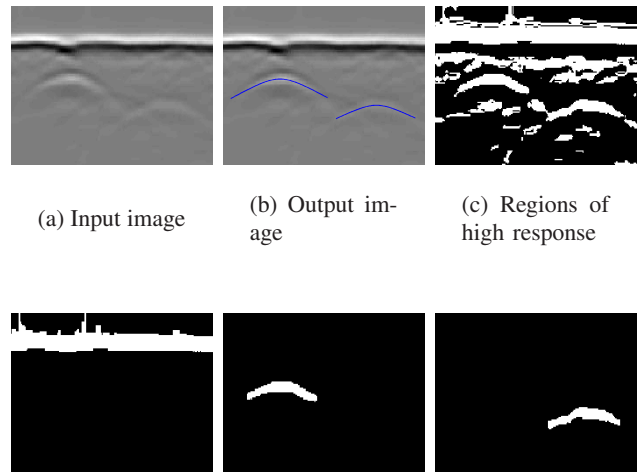 (a) Input image
(b) Output im-
age
(c) Regions of
high response